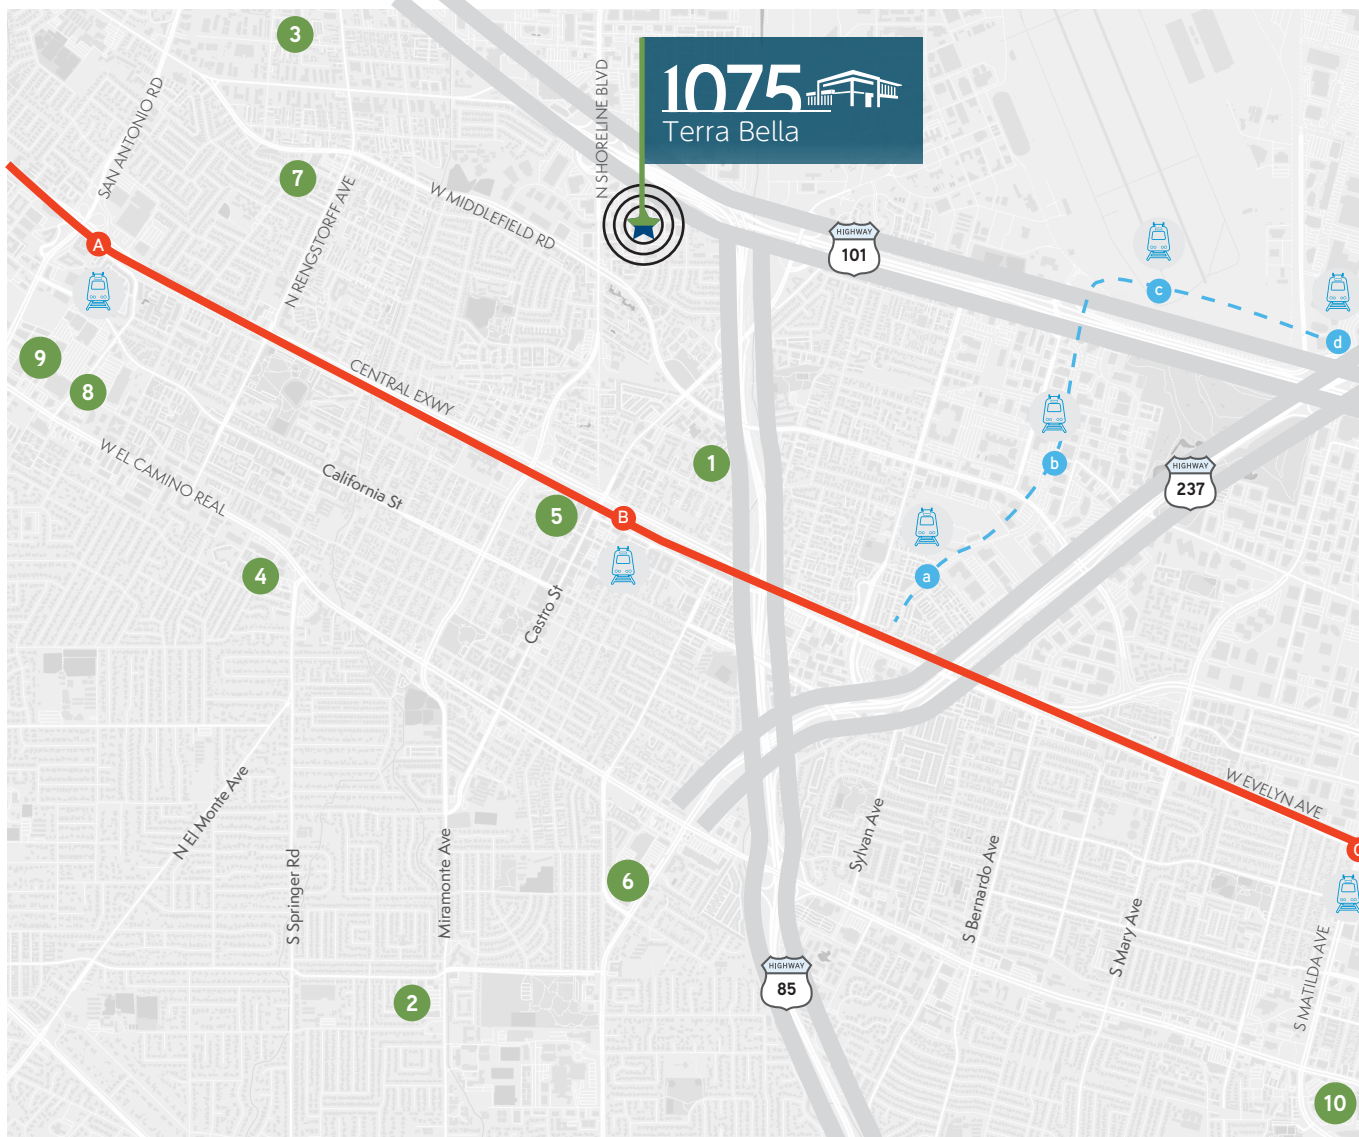 3
1075
Terra Bella
SAN ANTONIO RD
N SHORELINE BLVD
7
N RENGSTORFF AVE
W MIDDLEFIELD RD
A
HIGHWAY
101
c
d
9
8
CENTRAL EXWY
W EL CAMINO REAL
California St
1
b
HIGHWAY
237
5
B
4
a
Castro St
N El Monte Ave
S Springer Rd
Miramonte Ave
6
Sylvan Ave
S Bernardo Ave
S Mary Ave
W EVELYN AVE
C
S MATILDA AVE
HIGHWAY
85
2
10